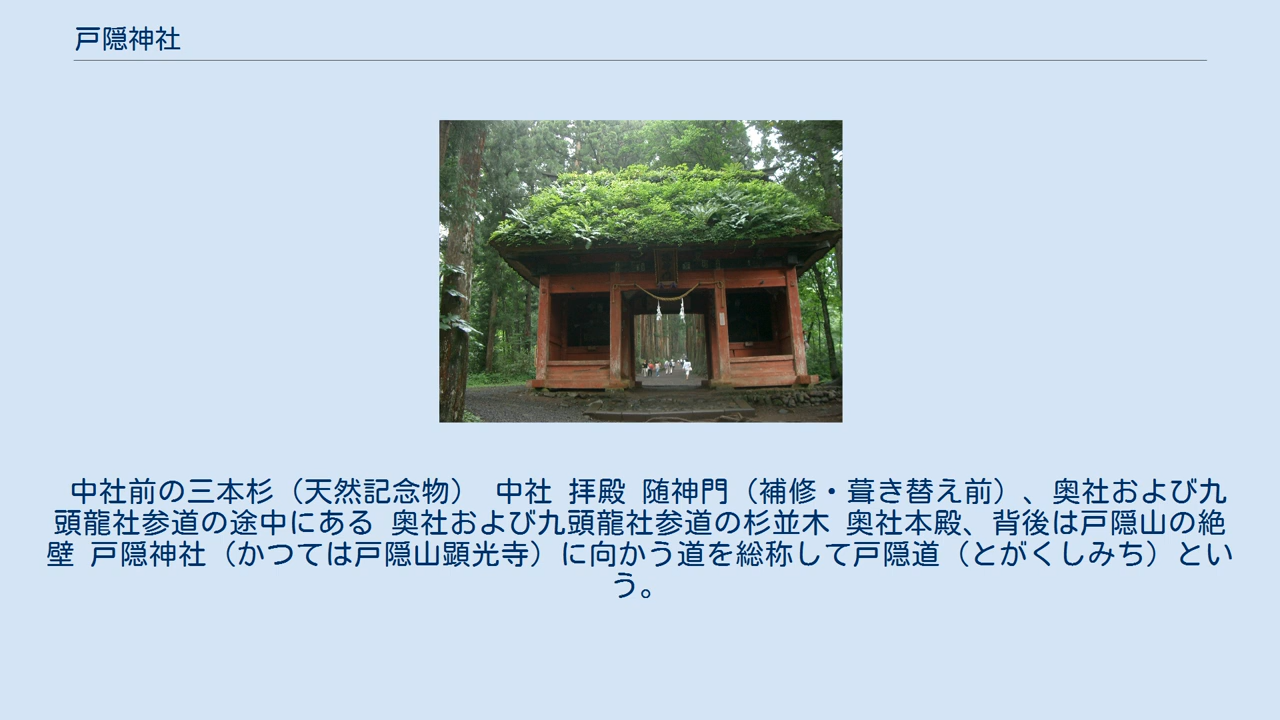 戸隠神社
中社前の三本杉（天然記念物） 中社 拝殿 随神門（補修・葺き替え前）、奥社および九
頭龍社参道の途中にある 奥社および九頭龍社参道の杉並木 奥社本殿、背後は戸隠山の絶
壁 戸隠神社（かつては戸隠山顕光寺）に向かう道を総称して戸隠道（とがくしみち）とい
う。